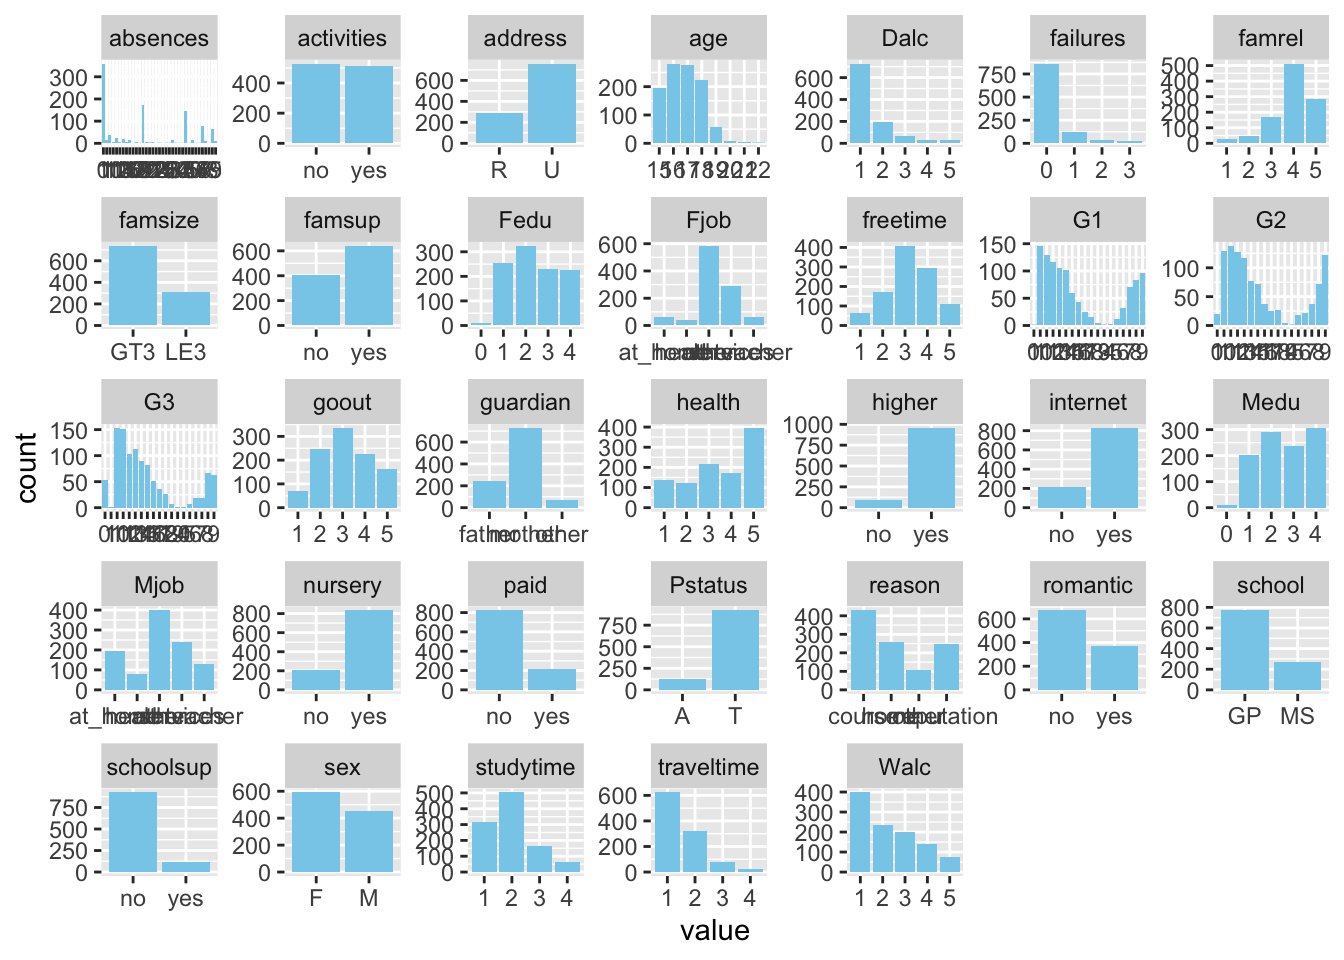 absences activities address age Dalc failures famrel
300 200 100 0
400 200 0
600 400 200 0
200 100 0
600 400 200 0
750 500 250 0
500 400 300 200 100 0
no yes R U 15 16 17 18 19 20 21 22 1 2 3 4 5 0 1 2 3 1 2 3 4 5
famsize famsup Fedu Fjob freetime G1 G2
600 400 200 0
600 400 200 0
300 200 100 0
600 400 200 0
400 300 200 100 0
150 100 50 0
100 50 0
GT3 LE3 no yes 0 1 2 3 4 1 2 3 4 5
G3 goout guardian health higher internet Medu
150 100 50 0
300 200 100 0
600 400 200 0
400 300 200 100 0
1000 750 500 250 0
800 600 400 200 0
300 200 100 0
1 2 3 4 5 father mother other 1 2 3 4 5 no yes no yes 0 1 2 3 4
Mjob nursery paid Pstatus reason romantic school
400 300 200 100 0
800 600 400 200 0
800 600 400 200 0
750 500 250 0
400 300 200 100 0
600 400 200 0
800 600 400 200 0
no yes no yes A T no yes GP MS
schoolsup sex studytime traveltime Walc
750 500 250 0
600 400 200 0
500 400 300 200 100 0
600 400 200 0
400 300 200 100 0
no yes F M 1 2 3 4 1 2 3 4 1 2 3 4 5
count
value